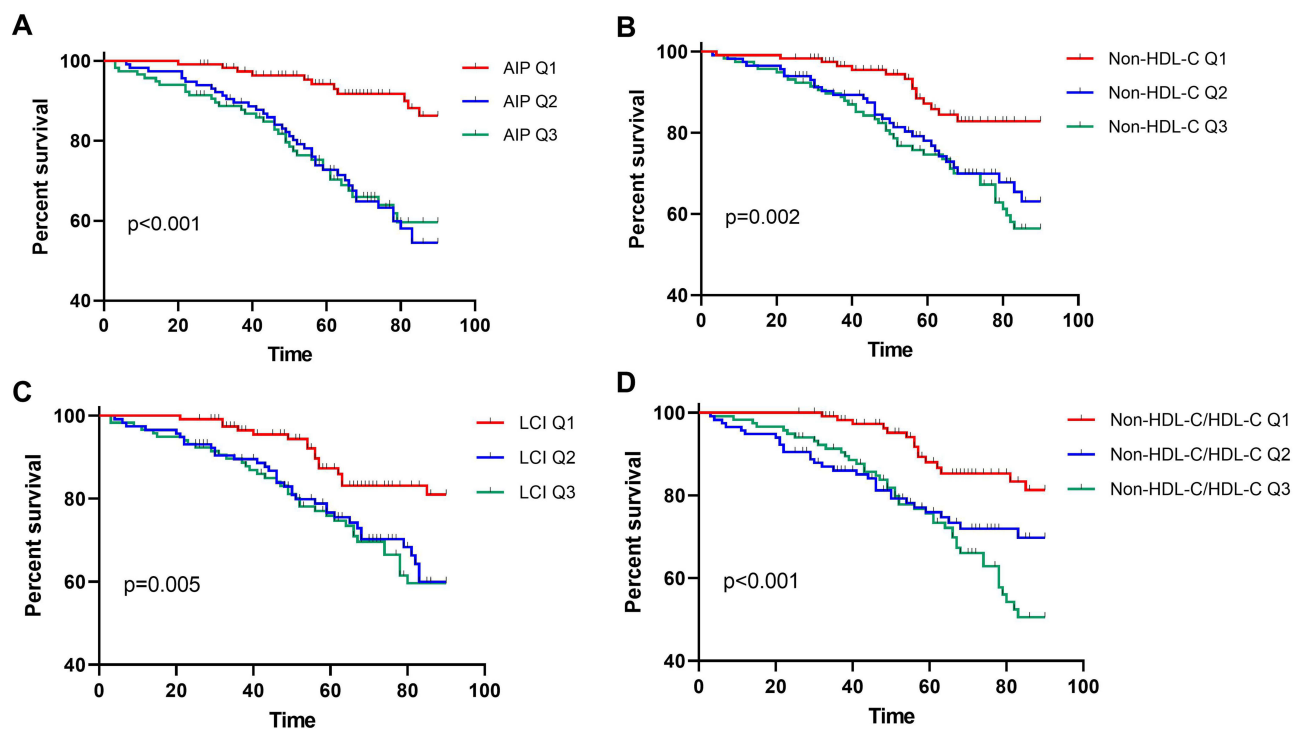 A
100
80
60
40
0
20
40
60
80
100
Percent survival
Time
AIP Q1
AIP Q2
AIP Q3
p<0.001
B
100
80
60
40
0
20
40
60
80
100
Percent survival
Time
Non-HDL-C Q1
Non-HDL-C Q2
Non-HDL-C Q3
p=0.002
C
100
80
60
40
0
20
40
60
80
100
Percent survival
Time
LCI Q1
LCI Q2
LCI Q3
p=0.005
D
100
80
60
40
0
20
40
60
80
100
Percent survival
Time
Non-HDL-C/HDL-C Q1
Non-HDL-C/HDL-C Q2
Non-HDL-C/HDL-C Q3
p<0.001